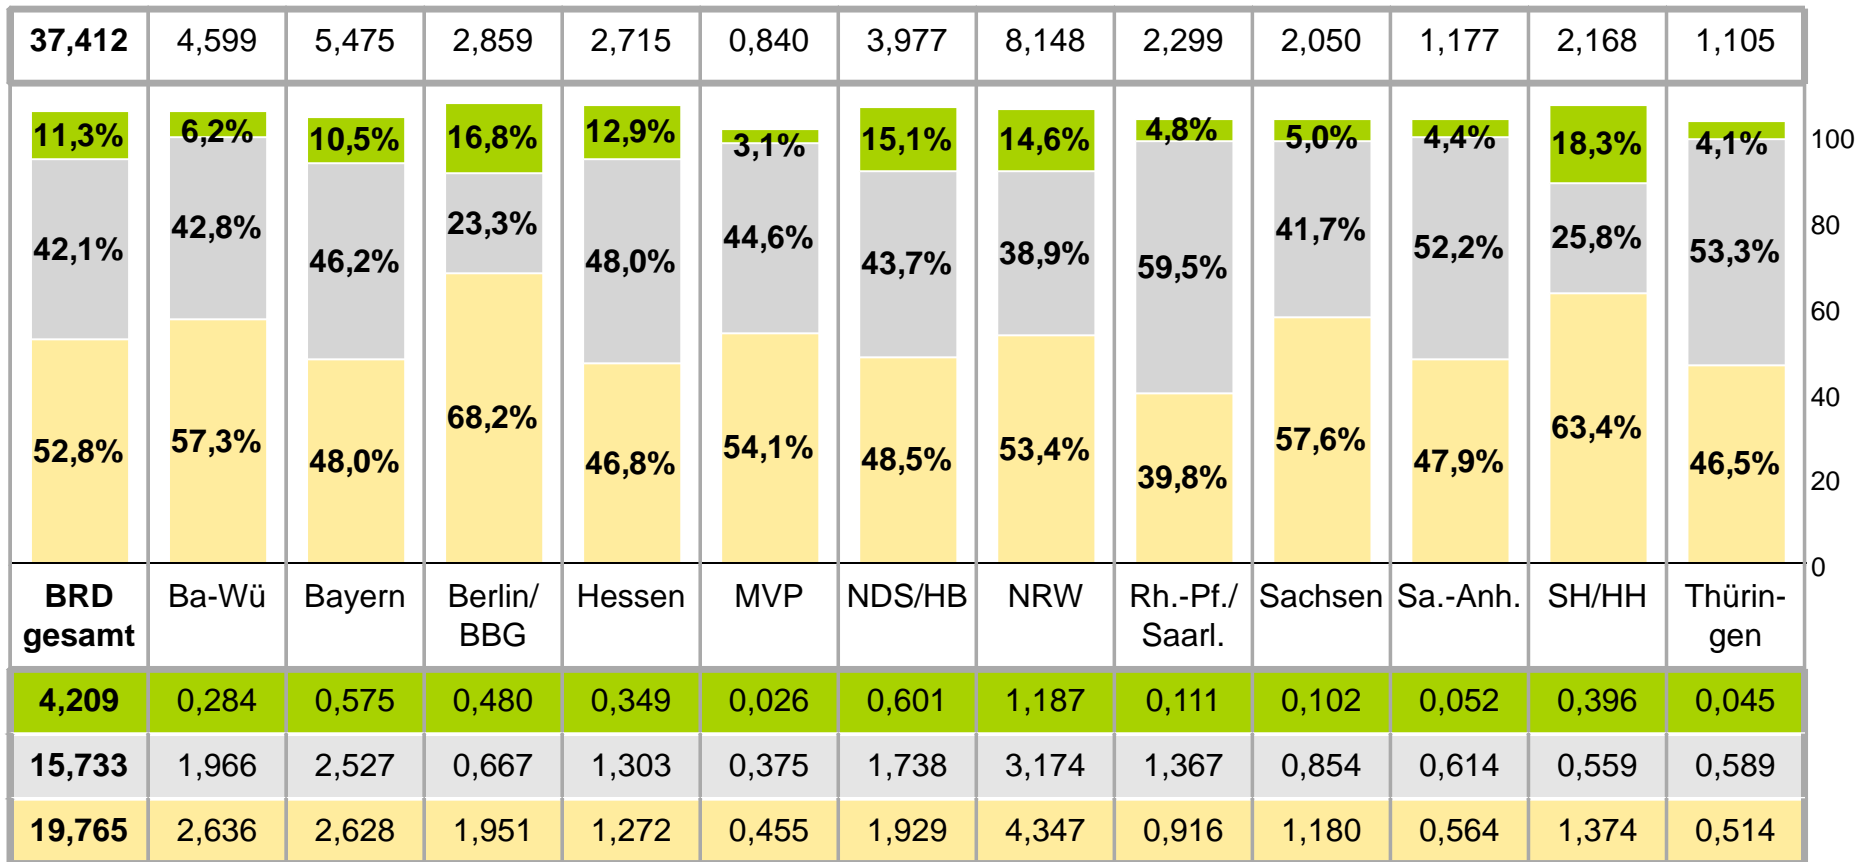 37,412 4,599 5,475 2,859 2,715 0,840 3,977 8,148 2,299 2,050 1,177 2,168 1,105
11,3% 6,2% 10,5% 16,8% 12,9% 3,1% 15,1% 14,6% 4,8% 5,0% 4,4% 18,3% 4,1%
100
42,1% 42,8% 46,2% 23,3% 48,0% 44,6% 43,7% 38,9% 59,5% 41,7% 52,2% 25,8% 53,3%
80
60
52,8% 57,3% 48,0% 68,2% 46,8% 54,1% 48,5% 53,4% 39,8% 57,6% 47,9% 63,4% 46,5%
40
20
0
BRD gesamt
Ba-Wü
Bayern
Berlin/
BBG
Hessen
MVP
NDS/HB
NRW
Rh.-Pf./
Saarl.
Sachsen
Sa.-Anh.
SH/HH
Thürin-
gen
4,209 0,284 0,575 0,480 0,349 0,026 0,601 1,187 0,111 0,102 0,052 0,396 0,045
15,733 1,966 2,527 0,667 1,303 0,375 1,738 3,174 1,367 0,854 0,614 0,559 0,589
19,765 2,636 2,628 1,951 1,272 0,455 1,929 4,347 0,916 1,180 0,564 1,374 0,514